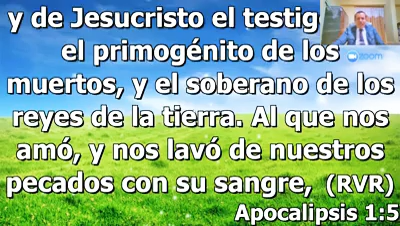 y de Jesucristo el testig
el primogénito de los
muertos, y el soberano de los
reyes de la tierra. Al que nos
amó, y nos lavó de nuestros
pecados con su sangre, (RVR)
Apocalipsis 1:5
zoom